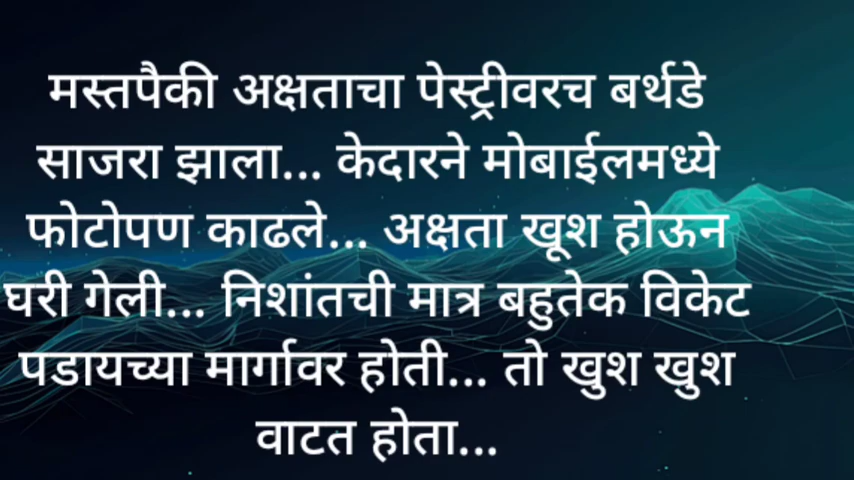 मस्तपैकी अक्षताचा पेस्ट्रीवरच बर्थडे
साजरा झाला... केदारने मोबाईलमध्ये
फोटोपण काढले... अक्षता खूश होऊन
घरी गेली... निशांतची मात्र बहुतेक विकेट
पडायच्या मार्गावर होती... तो खुश खुश
वाटत होता...